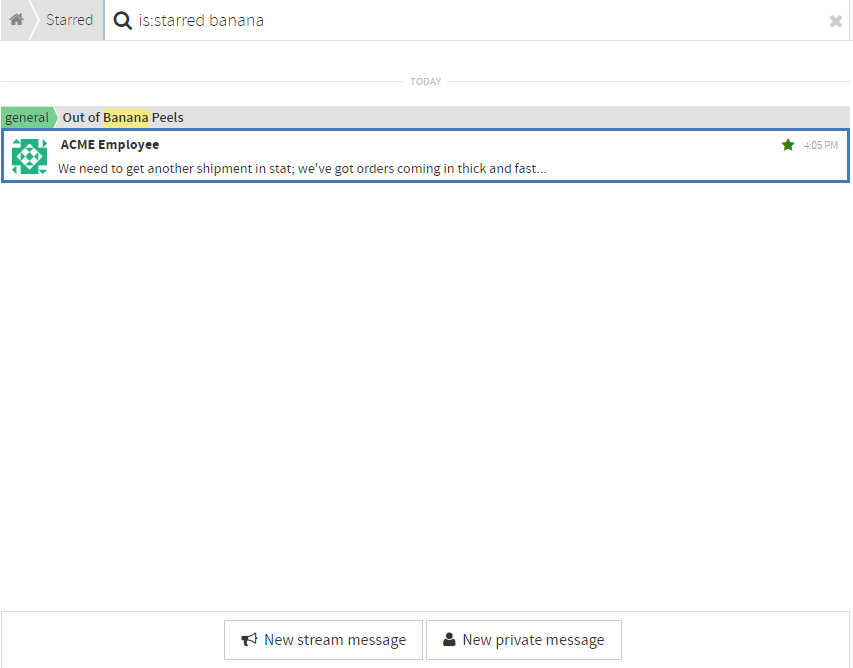 Starred is:starred banana
TODAY
general Out of Banana Peels
ACME Employee 4:05 PM
We need to get another shipment in stat; we've got orders coming in thick and fast...
New stream message New private message